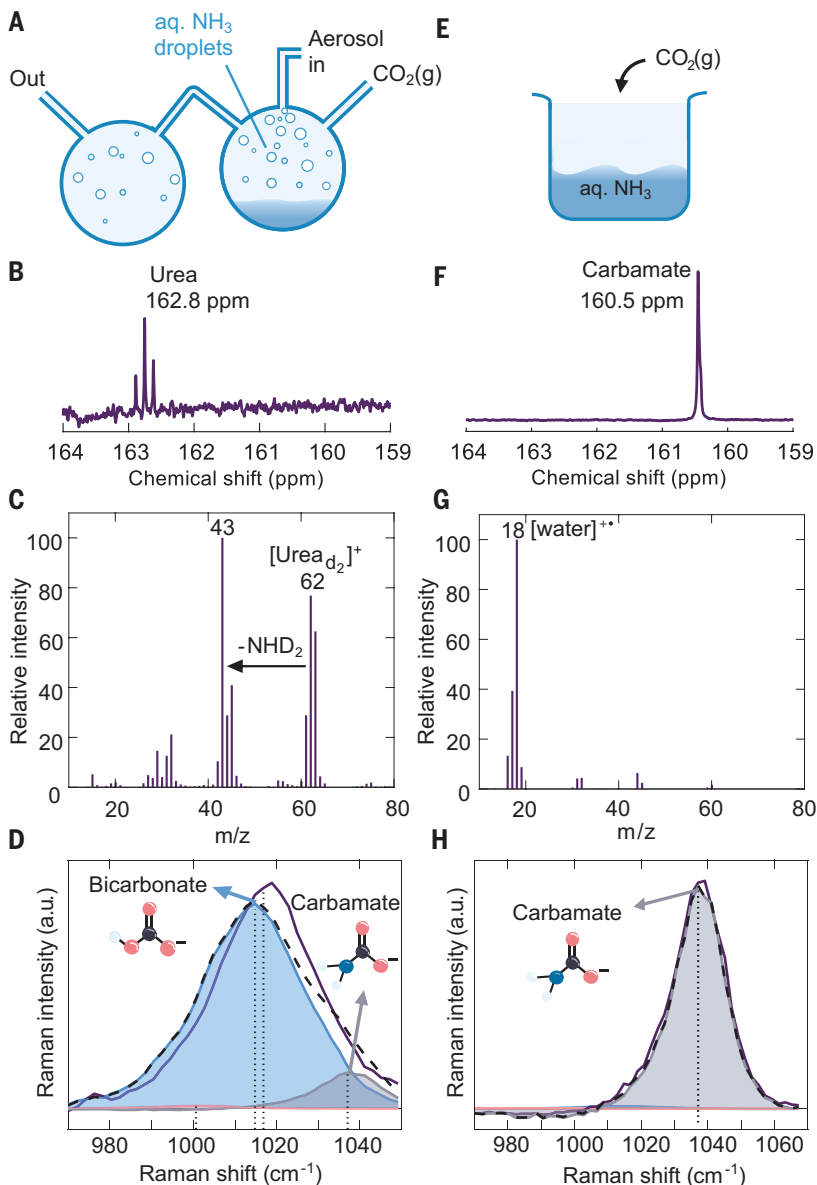 A
aq. NH3
droplets
Aerosol
in
Out
CO2(g)
E
CO2(g)
aq. NH3
B
Urea
162.8 ppm
164 163 162 161 160 159
Chemical shift (ppm)
F
Carbamate
160.5 ppm
164 163 162 161 160 159
Chemical shift (ppm)
C
Relative intensity
100
80
60
40
20
0
43
[Urea d2]+
62
-NHD2
20 40 60 80
m/z
G
Relative intensity
100
80
60
40
20
0
18 [water]+•
20 40 60 80
m/z
D
Raman intensity (a.u.)
Bicarbonate
Carbamate
980 1000 1020 1040
Raman shift (cm-1)
H
Raman intensity (a.u.)
Carbamate
980 1000 1020 1040 1060
Raman shift (cm-1)